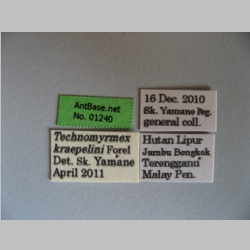 AntBase.net
No. 01240
16 Dec. 2010
Sk. Yamane leg.
general coll.
Technomyrmex
kraepelini Forel
Det. Sk. Yamane
April 2011
Hutan Lipur
Jambu Bongkok
Terengganu
Malay Pen.